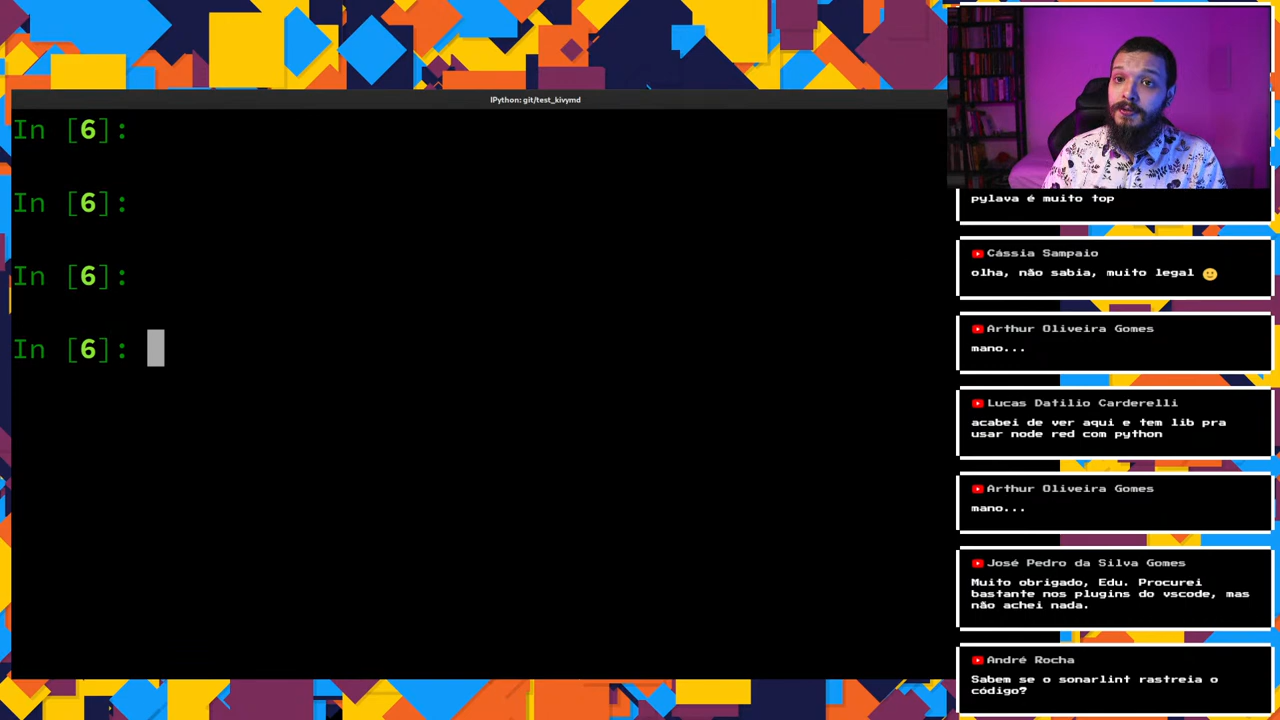 IPython: git/test_kivymd
In [6]:
In [6]:
In [6]:
In [6]:
pylava é muito top
Cássia Sampaio
olha, não sabia, muito legal 🙂
Arthur Oliveira Gomes
mano...
Lucas Datilio Carderelli
acabei de ver aqui e tem lib pra
usar node red com python
Arthur Oliveira Gomes
mano...
José Pedro da Silva Gomes
Muito obrigado, Edu. Procurei
bastante nos plugins do vscode, mas
não achei nada.
André Rocha
Sabem se o sonarlint rastreia o
código?